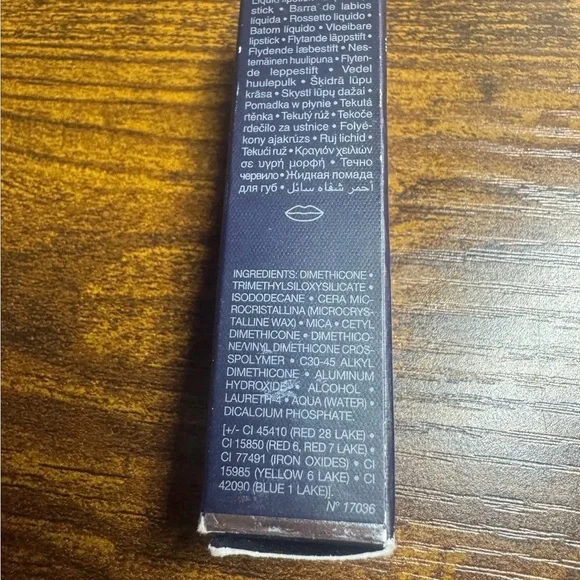 Liquid lipstick
stick • Barra de labios
líquida • Rossetto liquido •
Batom líquido • Vloeibare
lipstick • Flytande läppstift •
Flydende læbestift • Nes-
temäinen huulipuna • Flyten-
de leppestift • Vedel
huulepulk • Šķidrā lūpu
krāsa • Skysti lūpų dažai •
Pomadka w płynie • Tekutá
rtěnka • Tekutý rúž • Tekoče
rdečilo za ustnice • Folyé-
kony ajakrúzs • Ruj lichid •
Tekući ruž • Κραγιόν χειλιών
σε υγρή μορφή • Течно
червило • Жидкая помада
для губ • أحمر شفاه سائل
INGREDIENTS: DIMETHICONE •
TRIMETHYLSILOXYSILICATE •
ISODODECANE • CERA MIC-
ROCRISTALLINA (MICROCRYS-
TALLINE WAX) • MICA • CETYL
DIMETHICONE • DIMETHICO-
NE/VINYL DIMETHICONE CROS-
SPOLYMER • C30-45 ALKYL
DIMETHICONE • ALUMINUM
HYDROXIDE • ALCOHOL •
LAURETH-4 • AQUA (WATER) •
DICALCIUM PHOSPHATE.
[+/- CI 45410 (RED 28 LAKE) •
CI 15850 (RED 6, RED 7 LAKE) •
CI 77491 (IRON OXIDES) • CI
15985 (YELLOW 6 LAKE) • CI
42090 (BLUE 1 LAKE)].
N° 17036